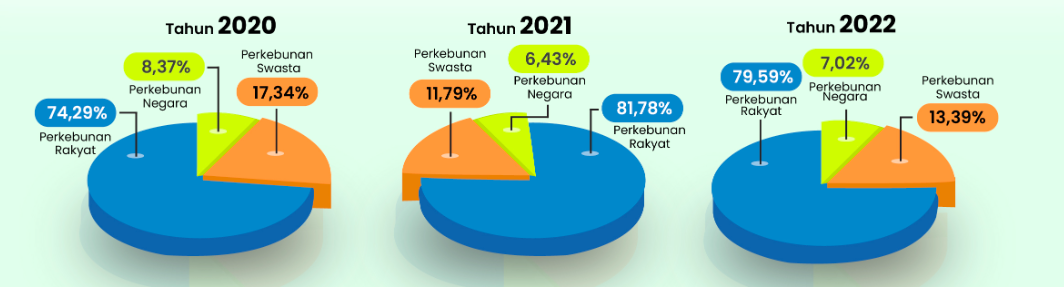 Tahun 2020
Perkebunan
Swasta
17,34%
8,37%
Perkebunan
Negara
74,29%
Perkebunan
Rakyat
Tahun 2021
Perkebunan
Swasta
11,79%
6,43%
Perkebunan
Negara
81,78%
Perkebunan
Rakyat
Tahun 2022
79,59%
Perkebunan
Rakyat
7,02%
Perkebunan
Negara
Perkebunan
Swasta
13,39%